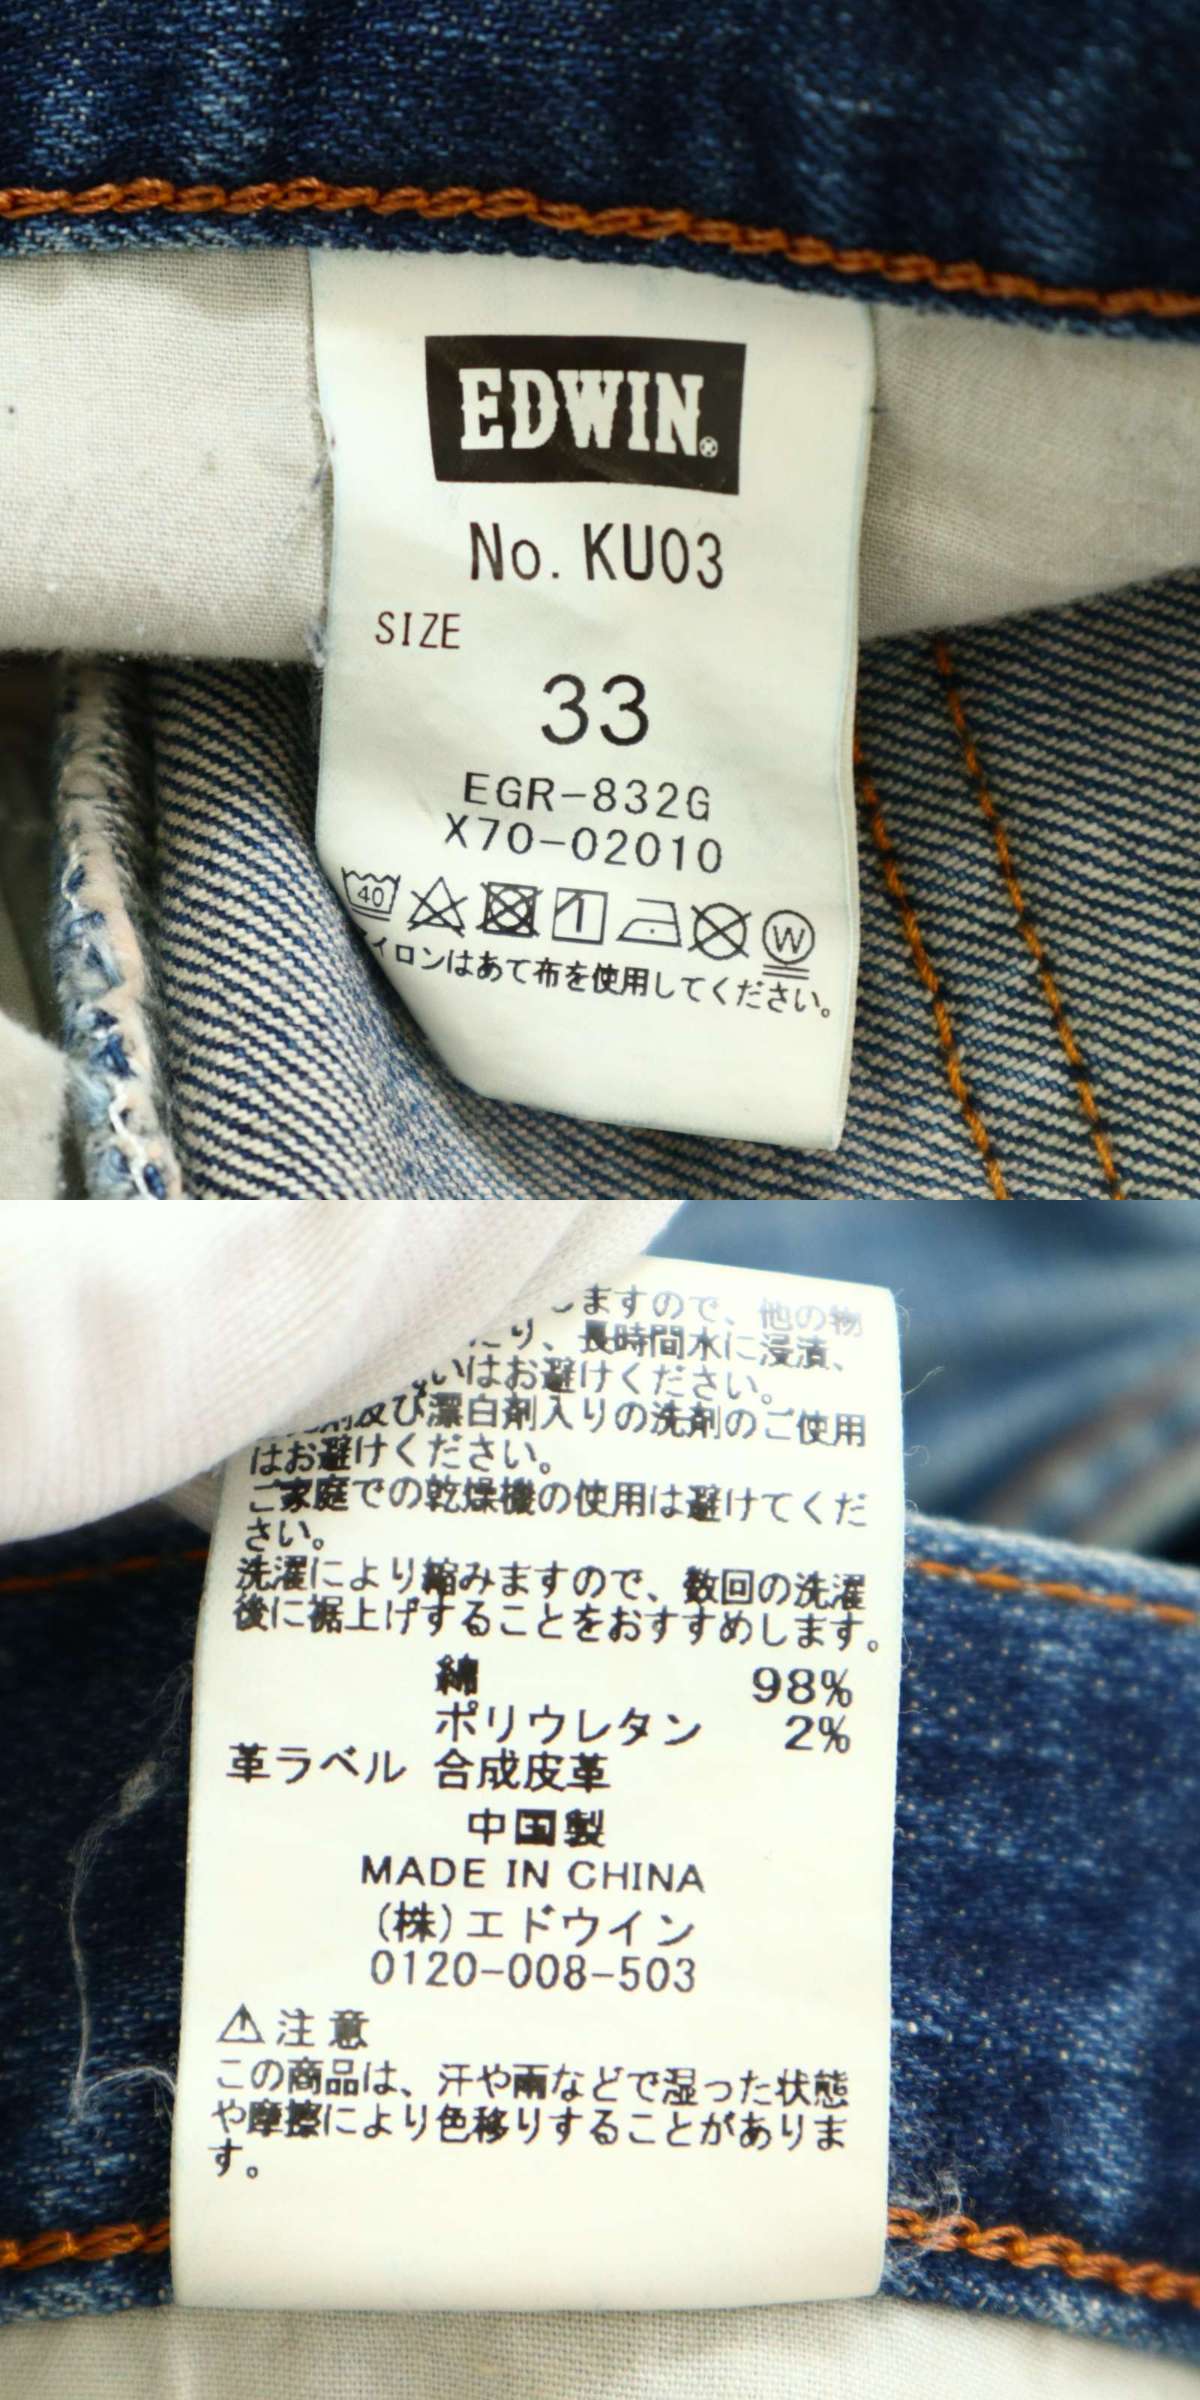 EDWIN
No. KU03
SIZE
33
EGR-832G
X70-02010
40
W
イロンはあて布を使用してください。
しますので、他の物
たり、長時間水に浸漬、
いはお避けください。
剤及び漂白剤入りの洗剤のご使用
はお避けください。
ご家庭での乾燥機の使用は避けてくだ
さい。
洗濯により縮みますので、数回の洗濯
後に裾上げすることをおすすめします。
綿 98%
ポリウレタン 2%
革ラベル 合成皮革
中国製
MADE IN CHINA
(株)エドウイン
0120-008-503
注意
この商品は、汗や雨などで湿った状態
や摩擦により色移りすることがありま
す。